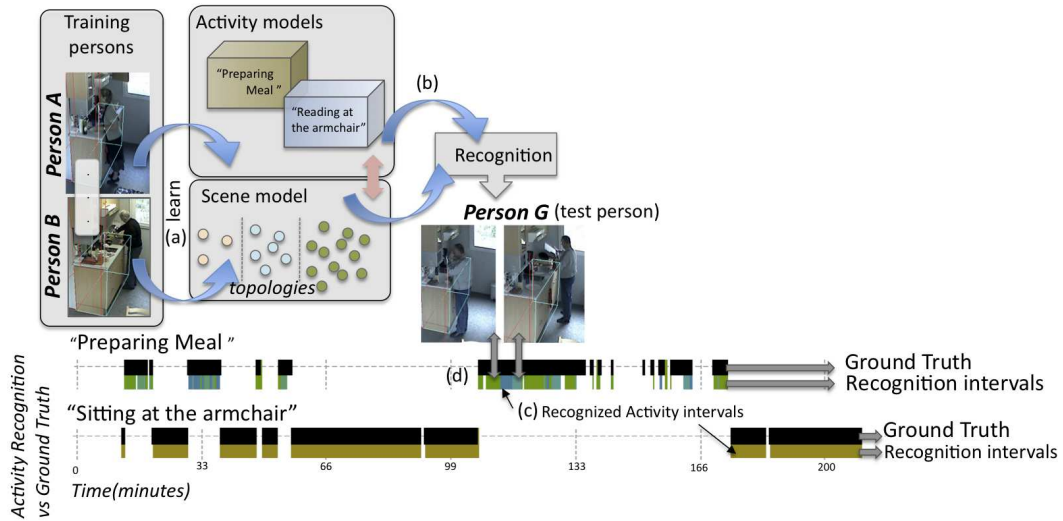 Training
persons
Person A
Person B
learn
(a)
Activity models
“Preparing
Meal ”
“Reading at
the armchair”
(b)
Scene model
topologies
Recognition
Person G (test person)
“Preparing Meal ”
(d)
Ground Truth
Recognition intervals
(c) Recognized Activity intervals
“Sitting at the armchair”
Ground Truth
Recognition intervals
0 33 66 99 133 166 200
Time(minutes)
Activity Recognition
vs Ground Truth